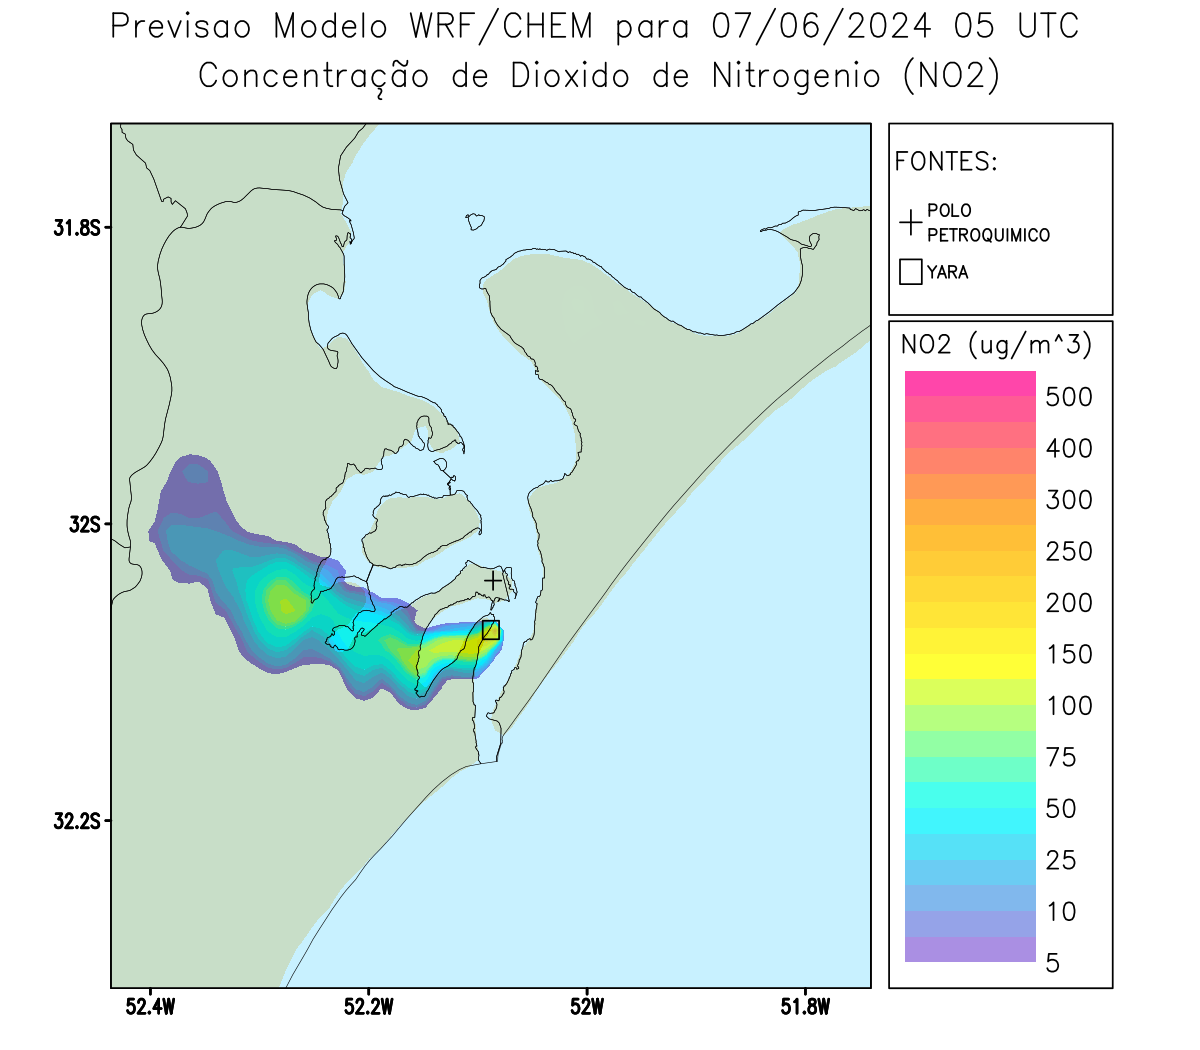 Previsao Modelo WRF/CHEM para 07/06/2024 05 UTC
Concentração de Dioxido de Nitrogenio (NO2)
FONTES:
POLO
PETROQUIMICO
YARA
NO2 (ug/m^3)
500
400
300
250
200
150
100
75
50
25
10
5
31.8S
32S
32.2S
52.4W
52.2W
52W
51.8W